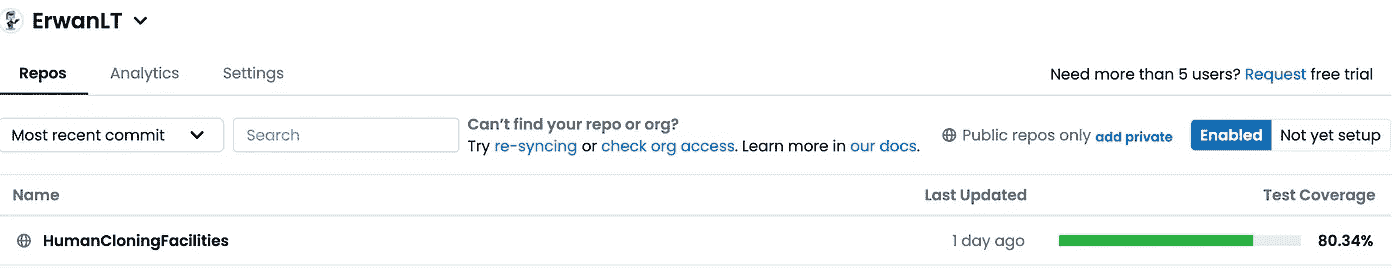 ErwanLT
Repos Analytics Settings
Need more than 5 users? Request free trial
Most recent commit
Search
Can't find your repo or org?
Try re-syncing or check org access. Learn more in our docs.
Public repos only add private
Enabled Not yet setup
Name Last Updated Test Coverage
HumanCloningFacilities 1 day ago 80.34%